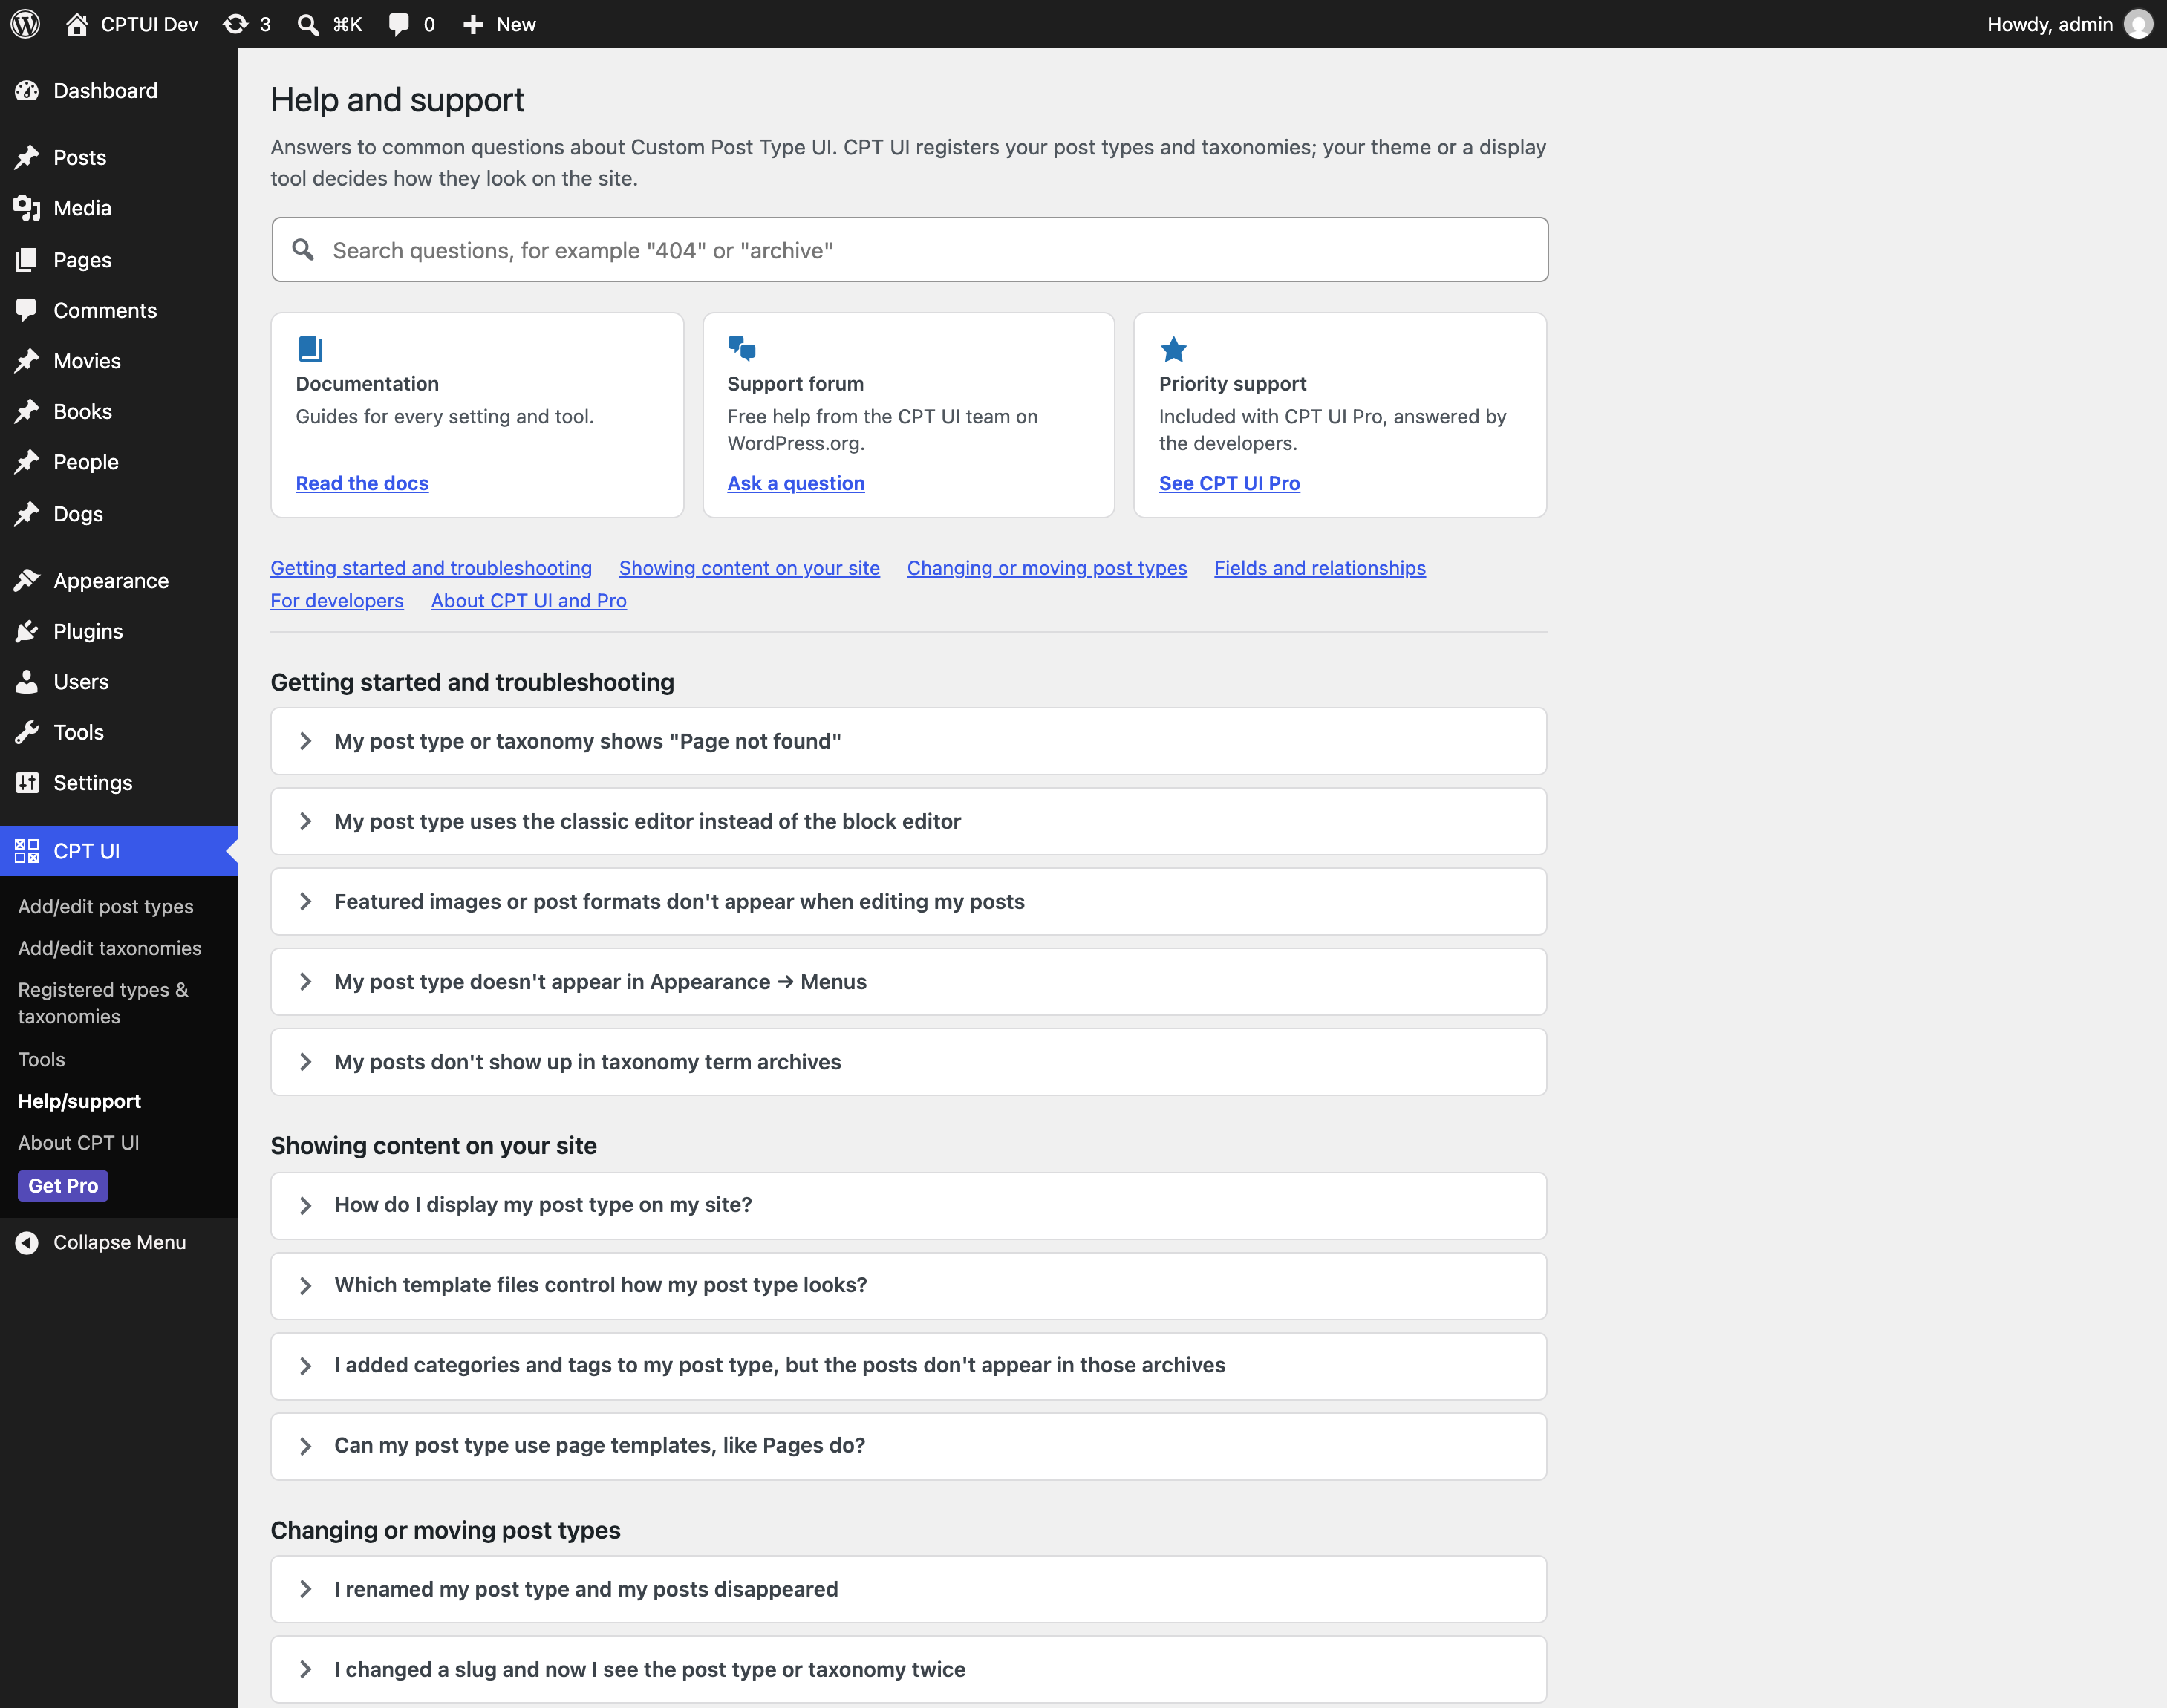 CPTUI Dev 3 ⌘K 0 New Howdy, admin
Dashboard
Posts
Media
Pages
Comments
Movies
Books
People
Dogs
Appearance
Plugins
Users
Tools
Settings
CPT UI
Add/edit post types
Add/edit taxonomies
Registered types &
taxonomies
Tools
Help/support
About CPT UI
Get Pro
Collapse Menu
Help and support
Answers to common questions about Custom Post Type UI. CPT UI registers your post types and taxonomies; your theme or a display
tool decides how they look on the site.
Search questions, for example "404" or "archive"
Documentation
Guides for every setting and tool.
Read the docs
Support forum
Free help from the CPT UI team on
WordPress.org.
Ask a question
Priority support
Included with CPT UI Pro, answered by
the developers.
See CPT UI Pro
Getting started and troubleshooting Showing content on your site Changing or moving post types Fields and relationships
For developers About CPT UI and Pro
Getting started and troubleshooting
My post type or taxonomy shows "Page not found"
My post type uses the classic editor instead of the block editor
Featured images or post formats don't appear when editing my posts
My post type doesn't appear in Appearance → Menus
My posts don't show up in taxonomy term archives
Showing content on your site
How do I display my post type on my site?
Which template files control how my post type looks?
I added categories and tags to my post type, but the posts don't appear in those archives
Can my post type use page templates, like Pages do?
Changing or moving post types
I renamed my post type and my posts disappeared
I changed a slug and now I see the post type or taxonomy twice